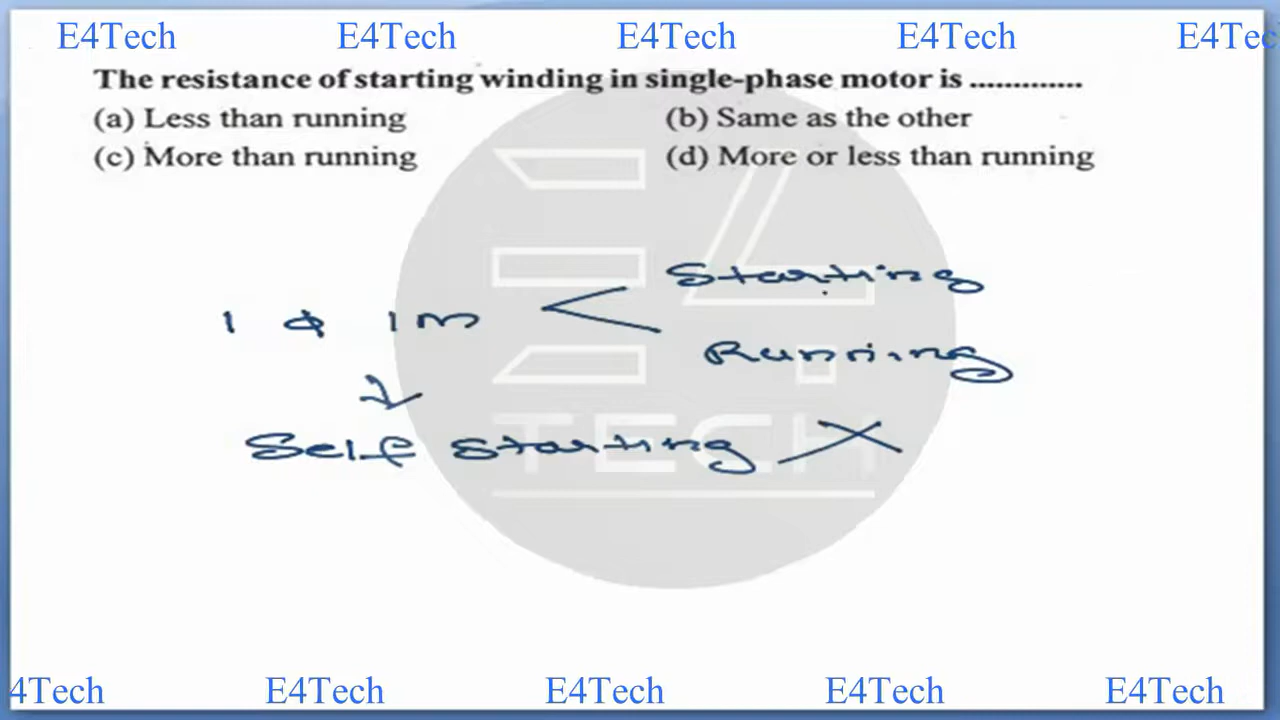 E4Tech E4Tech E4Tech E4Tech E4Tec
The resistance of starting winding in single-phase motor is .............
(a) Less than running (b) Same as the other
(c) More than running (d) More or less than running
Starting
1 ϕ 1m
Running
Self starting
TECH
4Tech E4Tech E4Tech E4Tech E4Tech